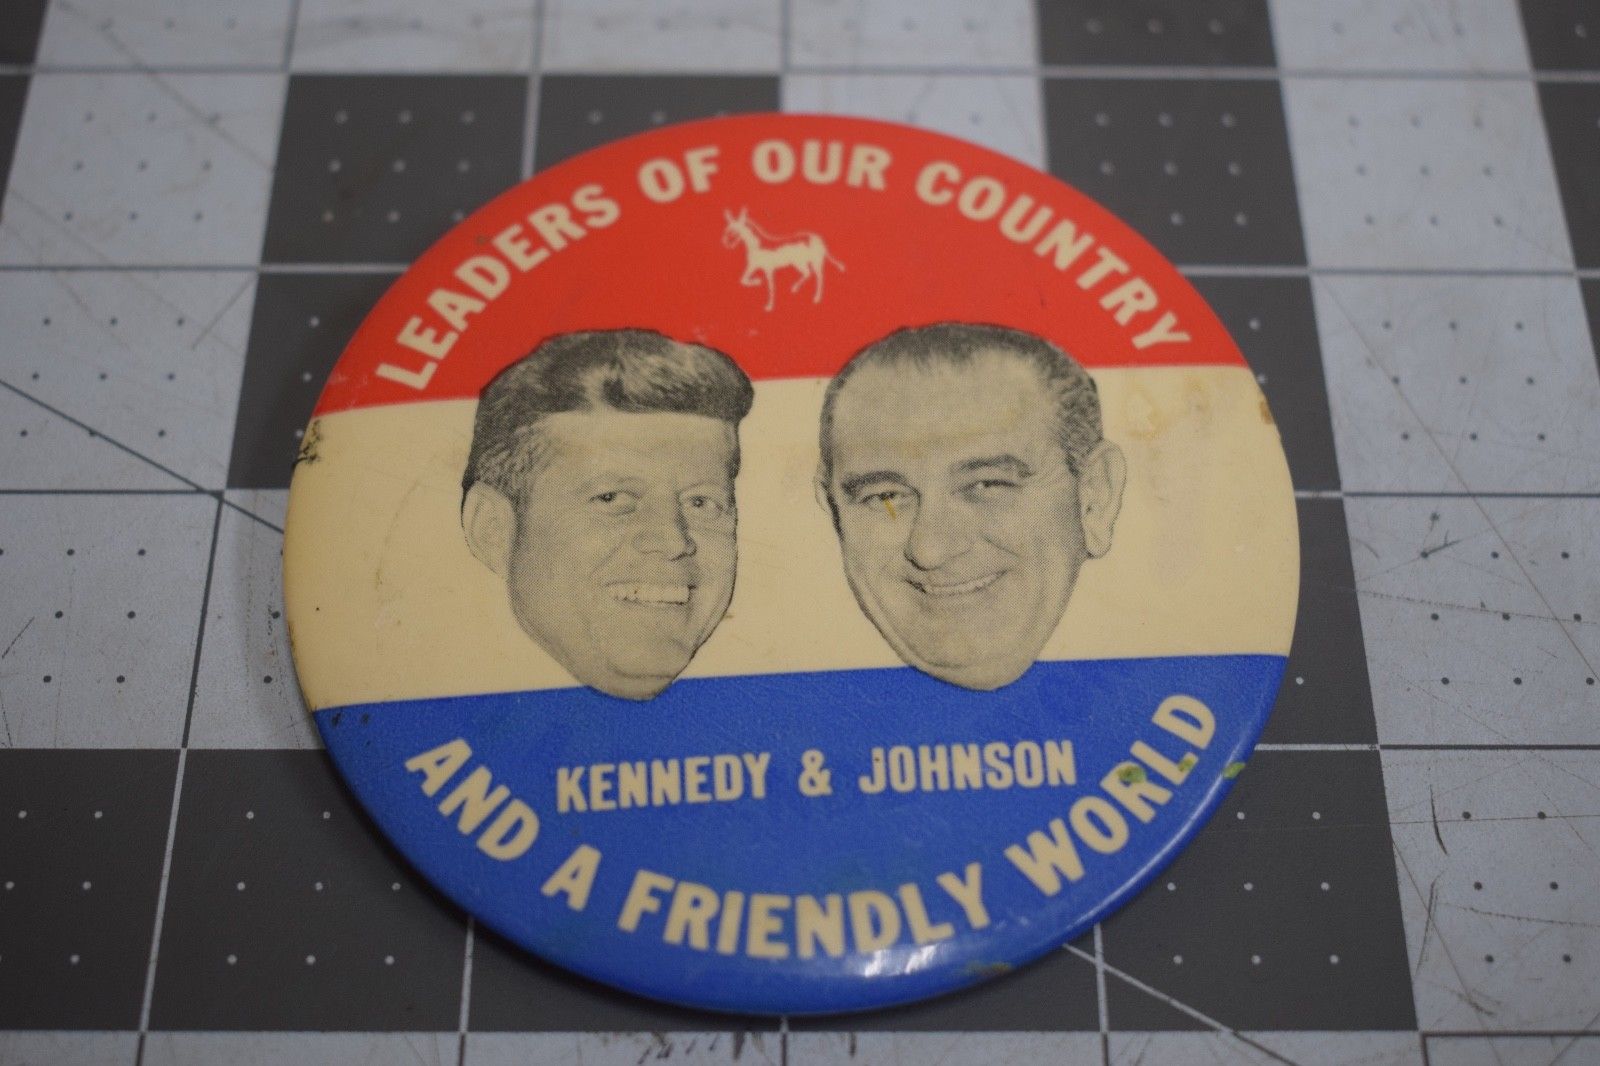 LEADERS OF OUR COUNTRY
KENNEDY & JOHNSON
AND A FRIENDLY WORLD